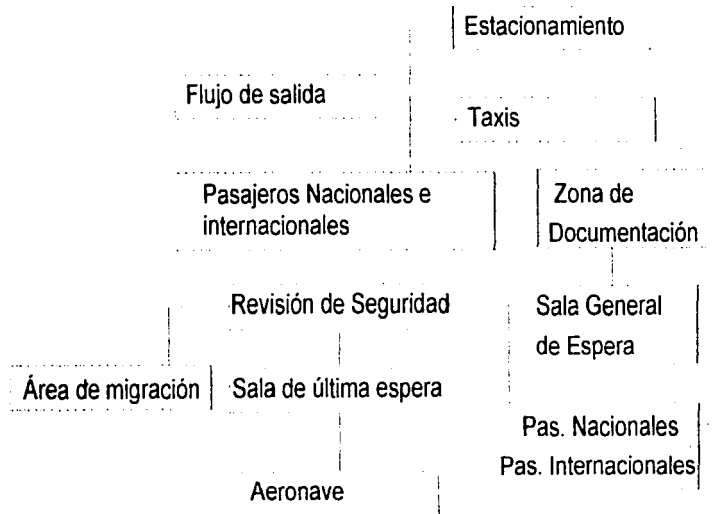 Estacionamiento
Flujo de salida
Taxis
Pasajeros Nacionales e
internacionales
Zona de
Documentación
Revisión de Seguridad
Sala General
de Espera
Área de migración
Sala de última espera
Pas. Nacionales
Pas. Internacionales
Aeronave